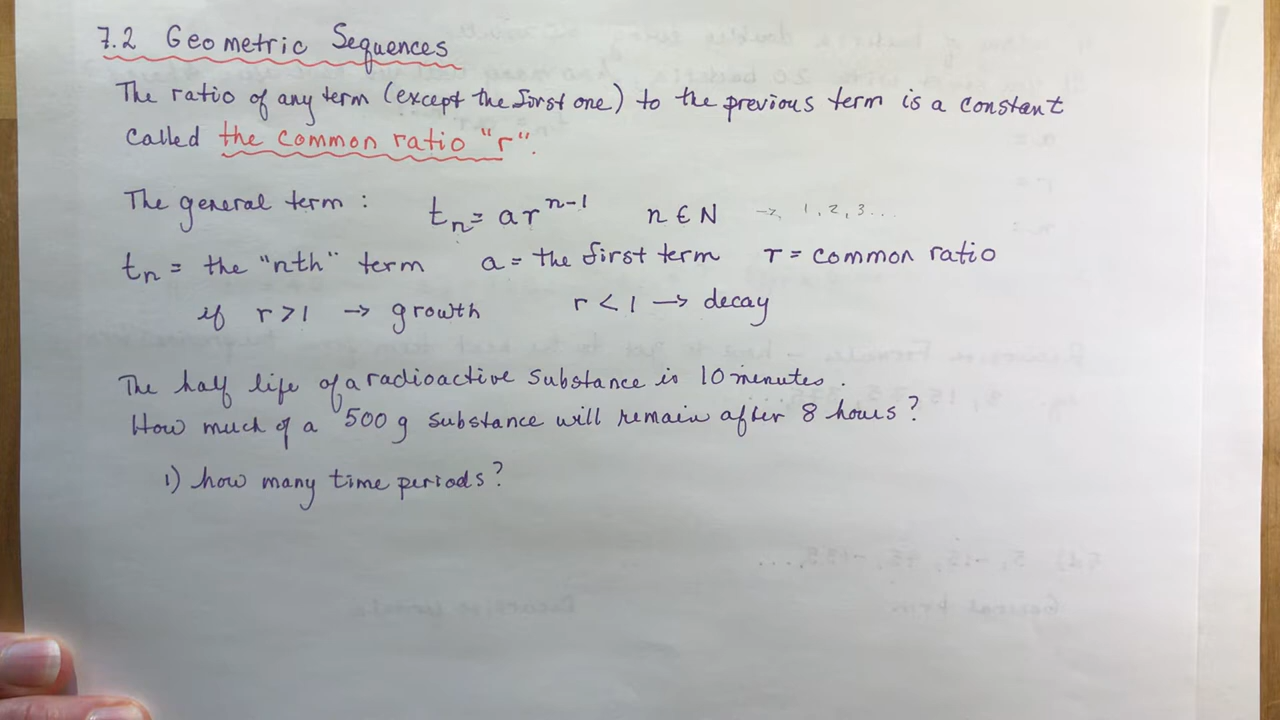 7.2 Geometric Sequences
The ratio of any term (except the first one) to the previous term is a constant
called the common ratio "r".
The general term : tₙ = arⁿ⁻¹ n ∈ N → 1, 2, 3...
tₙ = the "nth" term a = the first term r = common ratio
if r > 1 → growth r < 1 → decay
The half life of a radioactive substance is 10 minutes.
How much of a 500 g substance will remain after 8 hours?
1) how many time periods?